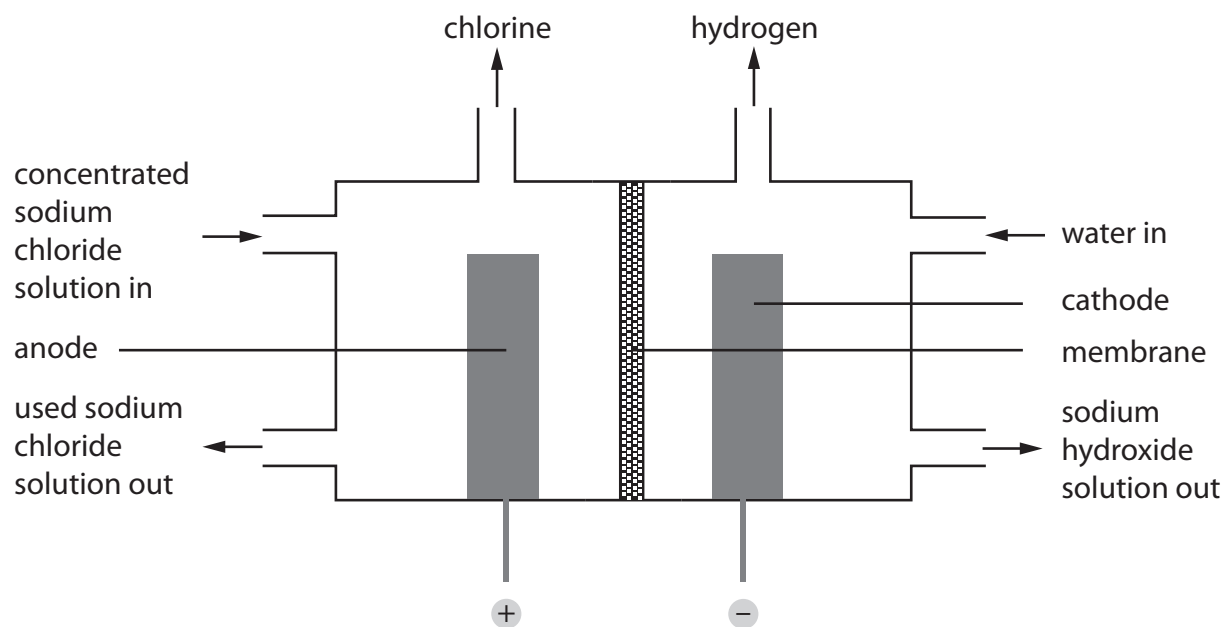 chlorine
hydrogen
concentrated
sodium
chloride
solution in
anode
used sodium
chloride
solution out
water in
cathode
membrane
sodium
hydroxide
solution out
+
−